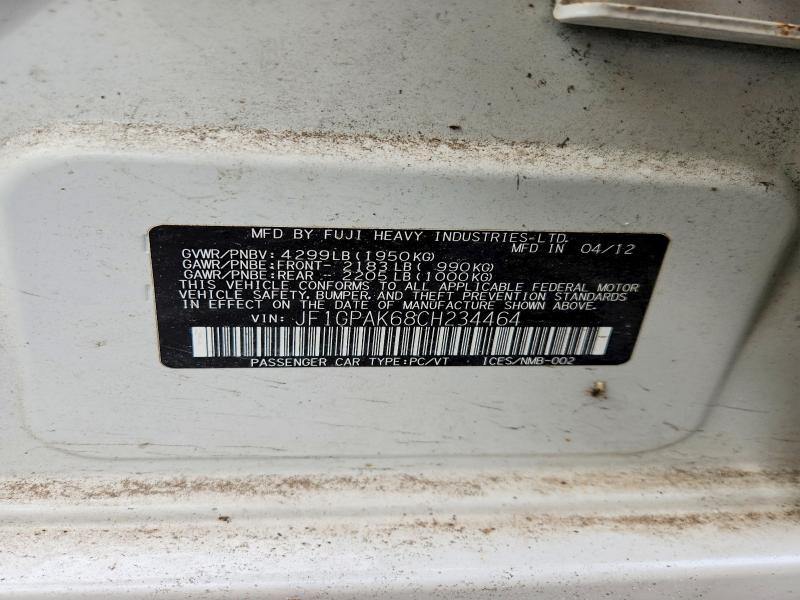 MFD BY FUJI HEAVY INDUSTRIES-LTD.
GVWR/PNBV: 4299LB(1950KG) MFD IN 04/12
GAWR/PNBE:FRONT- 2183LB( 990KG)
GAWR/PNBE:REAR - 2205LB(1000KG)
THIS VEHICLE CONFORMS TO ALL APPLICABLE FEDERAL MOTOR
VEHICLE SAFETY, BUMPER, AND THEFT PREVENTION STANDARDS
IN EFFECT ON THE DATE OF MANUFACTURE SHOWN ABOVE.
VIN: JF1GPAK68CH234464
PASSENGER CAR TYPE:PC/VT ICES/NMB-002